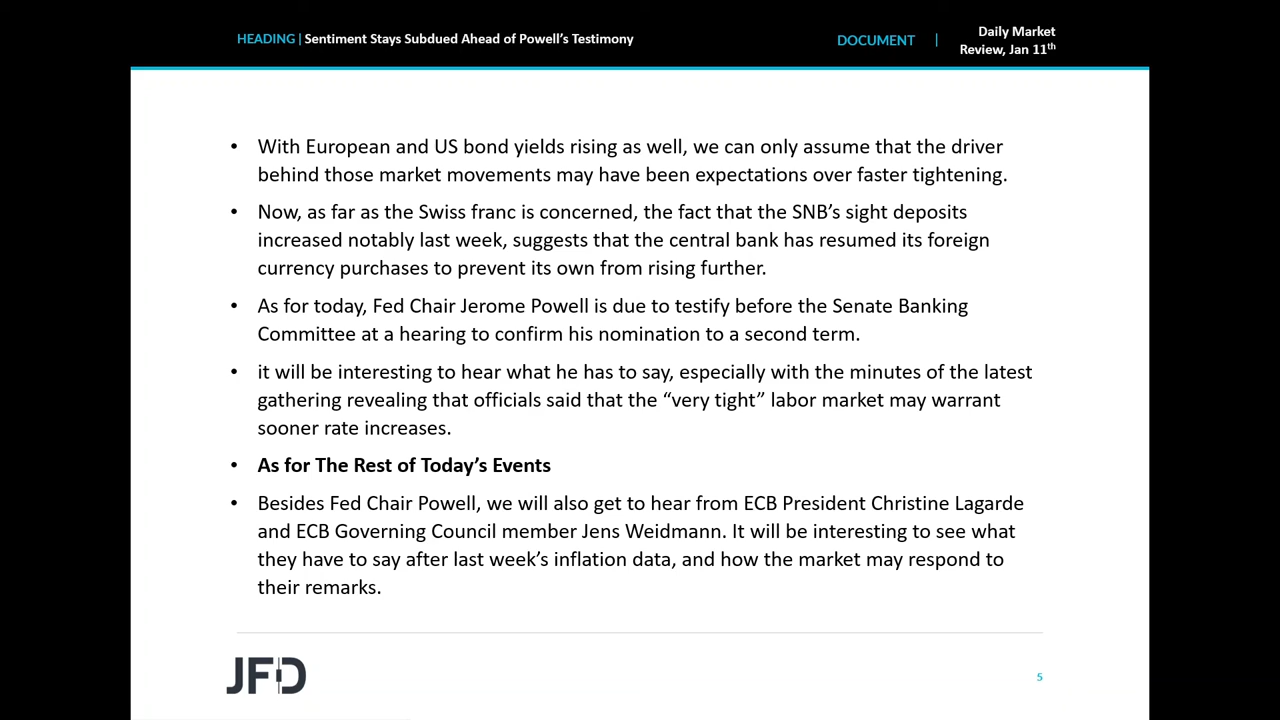 HEADING | Sentiment Stays Subdued Ahead of Powell's Testimony
DOCUMENT | Daily Market
Review, Jan 11th
• With European and US bond yields rising as well, we can only assume that the driver
behind those market movements may have been expectations over faster tightening.
• Now, as far as the Swiss franc is concerned, the fact that the SNB's sight deposits
increased notably last week, suggests that the central bank has resumed its foreign
currency purchases to prevent its own from rising further.
• As for today, Fed Chair Jerome Powell is due to testify before the Senate Banking
Committee at a hearing to confirm his nomination to a second term.
• it will be interesting to hear what he has to say, especially with the minutes of the latest
gathering revealing that officials said that the “very tight” labor market may warrant
sooner rate increases.
• As for The Rest of Today's Events
• Besides Fed Chair Powell, we will also get to hear from ECB President Christine Lagarde
and ECB Governing Council member Jens Weidmann. It will be interesting to see what
they have to say after last week's inflation data, and how the market may respond to
their remarks.
JFD
5